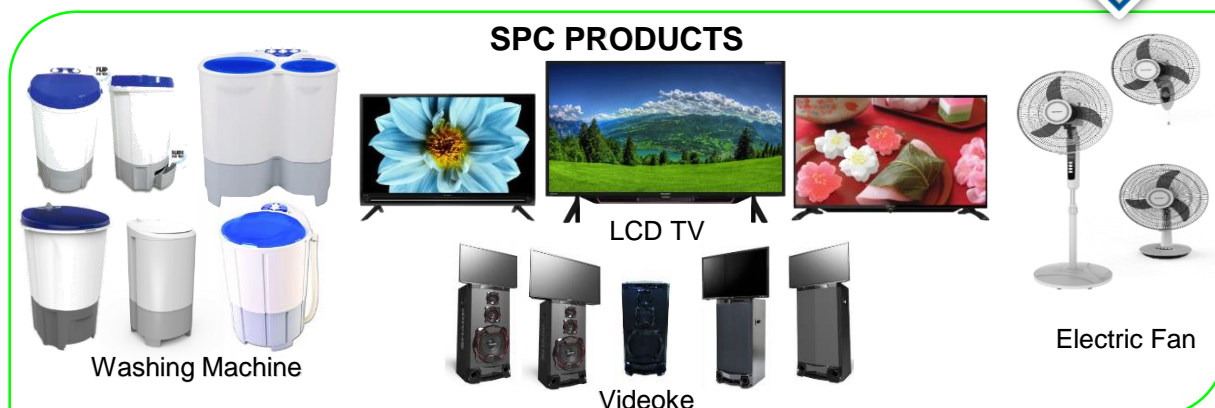 SPC PRODUCTS
LCD TV
Washing Machine
Electric Fan
Videoke